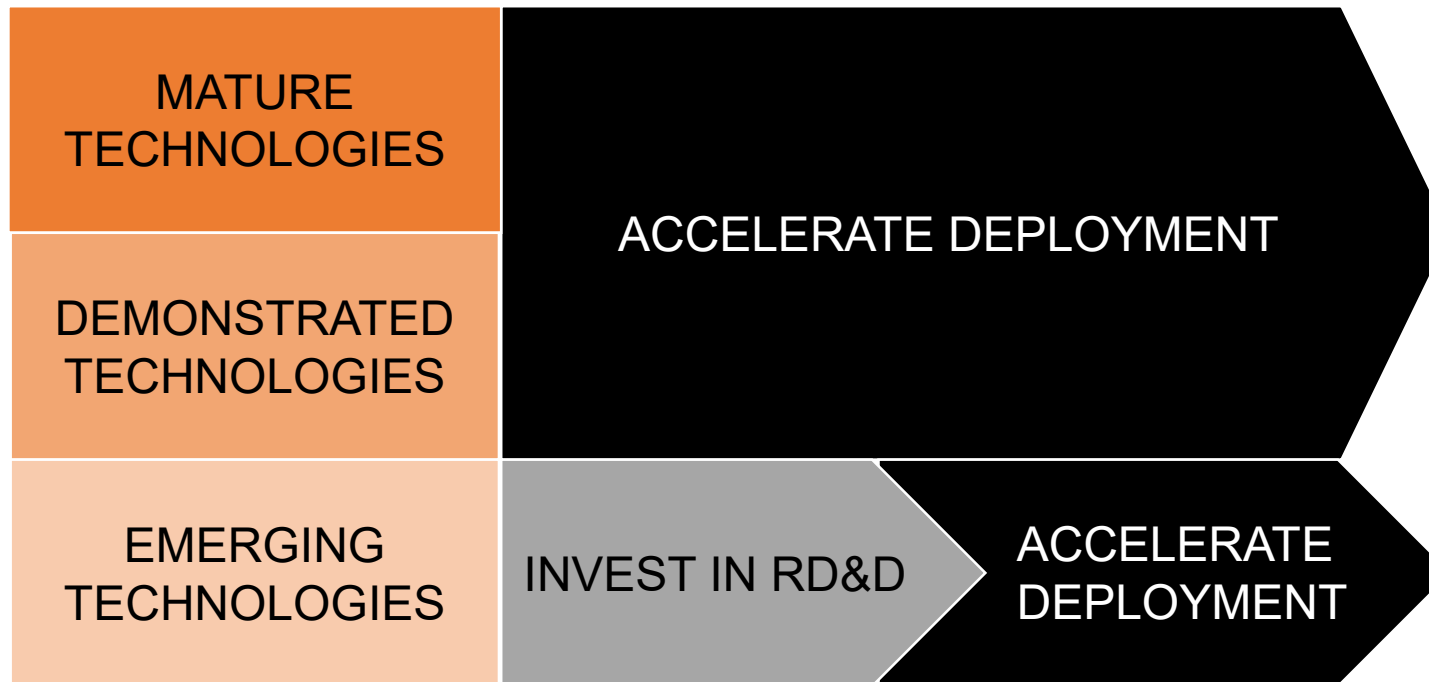 MATURE
TECHNOLOGIES
ACCELERATE DEPLOYMENT
DEMONSTRATED
TECHNOLOGIES
EMERGING
TECHNOLOGIES
INVEST IN RD&D
ACCELERATE
DEPLOYMENT